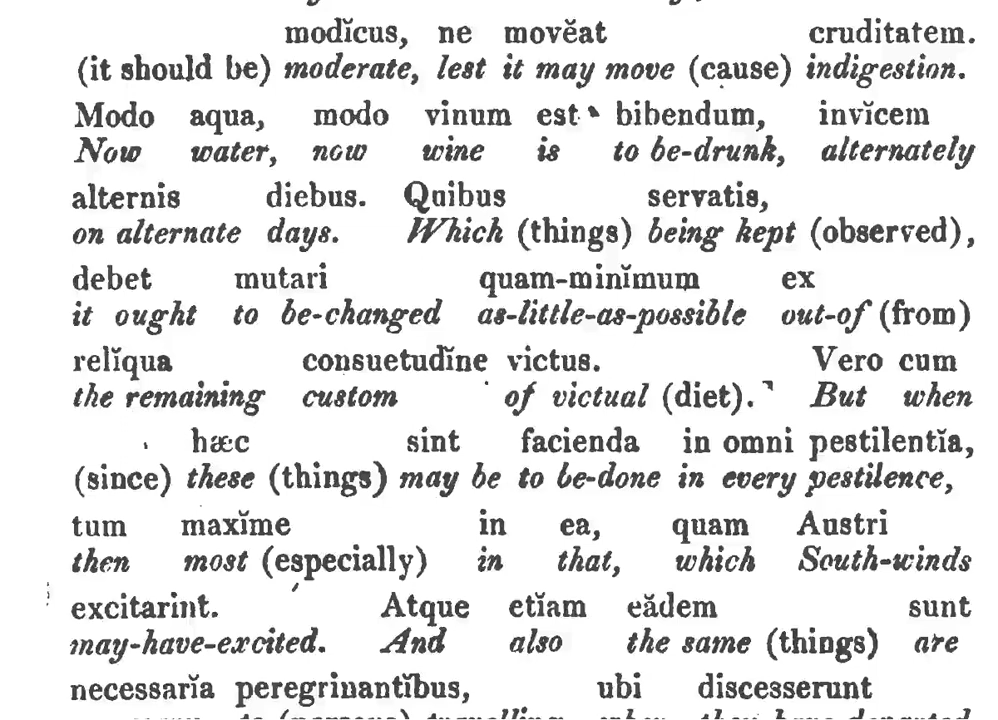 modĭcus, ne movĕat cruditatem.
(it should be) moderate, lest it may move (cause) indigestion.
Modo aqua, modo vinum est bibendum, invĭcem
Now water, now wine is to be-drunk, alternately
alternis diebus. Quibus servatis,
on alternate days. Which (things) being kept (observed),
debet mutari quam-minĭmum ex
it ought to be-changed as-little-as-possible out-of (from)
relĭqua consuetudĭne victus. Vero cum
the remaining custom of victual (diet). But when
hæc sint facienda in omni pestilentĭa,
(since) these (things) may be to be-done in every pestilence,
tum maxĭme in ea, quam Austri
then most (especially) in that, which South-winds
excitarint. Atque etĭam eădem sunt
may-have-excited. And also the same (things) are
necessarĭa peregrinantĭbus, ubi discesserunt